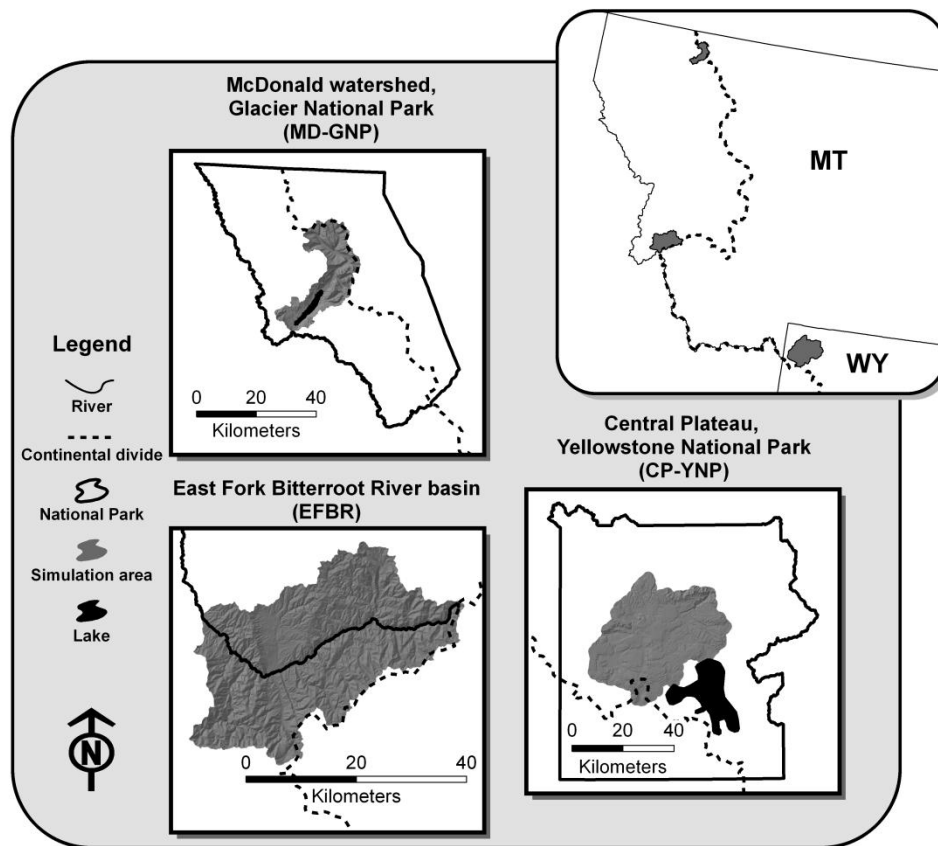 McDonald watershed,
Glacier National Park
(MD-GNP)
0 20 40
Kilometers
MT
WY
Legend
River
Continental divide
National Park
Simulation area
Lake
N
East Fork Bitterroot River basin
(EFBR)
0 20 40
Kilometers
Central Plateau,
Yellowstone National Park
(CP-YNP)
0 20 40
Kilometers